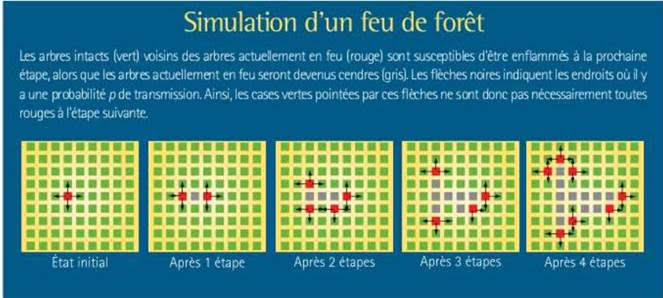 Simulation d'un feu de forêt
Les arbres intacts (vert) voisins des arbres actuellement en feu (rouge) sont susceptibles d'être enflammés à la prochaine
étape, alors que les arbres actuellement en feu seront devenus cendres (gris). Les flèches noires indiquent les endroits où il y
a une probabilité p de transmission. Ainsi, les cases vertes pointées par ces flèches ne sont donc pas nécessairement toutes
rouges à l'étape suivante.
État initial
Après 1 étape
Après 2 étapes
Après 3 étapes
Après 4 étapes